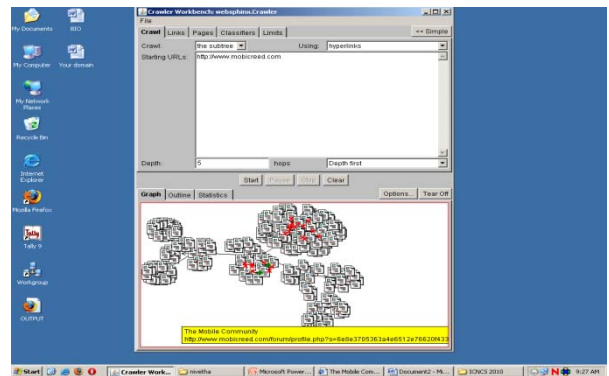 Crawler Workbench: websphinx.Crawler
File
Crawl Links Pages Classifiers Limits << Simple
Crawl: the subtree Using: hyperlinks
Starting URLs: http://www.mobicreed.com
Depth: 5 hops Depth first
Start Pause Stop Clear
Graph Outline Statistics Options... Tear Off
The Mobile Community
http://www.mobicreed.com/forum/profile.php?
My Documents
BIO
My Computer
Your domain
My Network
Places
Recycle Bin
Internet
Explorer
Mozilla Firefox
Tally
Tally 9
Workgroup
OUTPUT
Start Crawler Work... nivetha Microsoft Power... The Mobile Com... Document2 - Mi... ICNCS 2010 9:27 AM